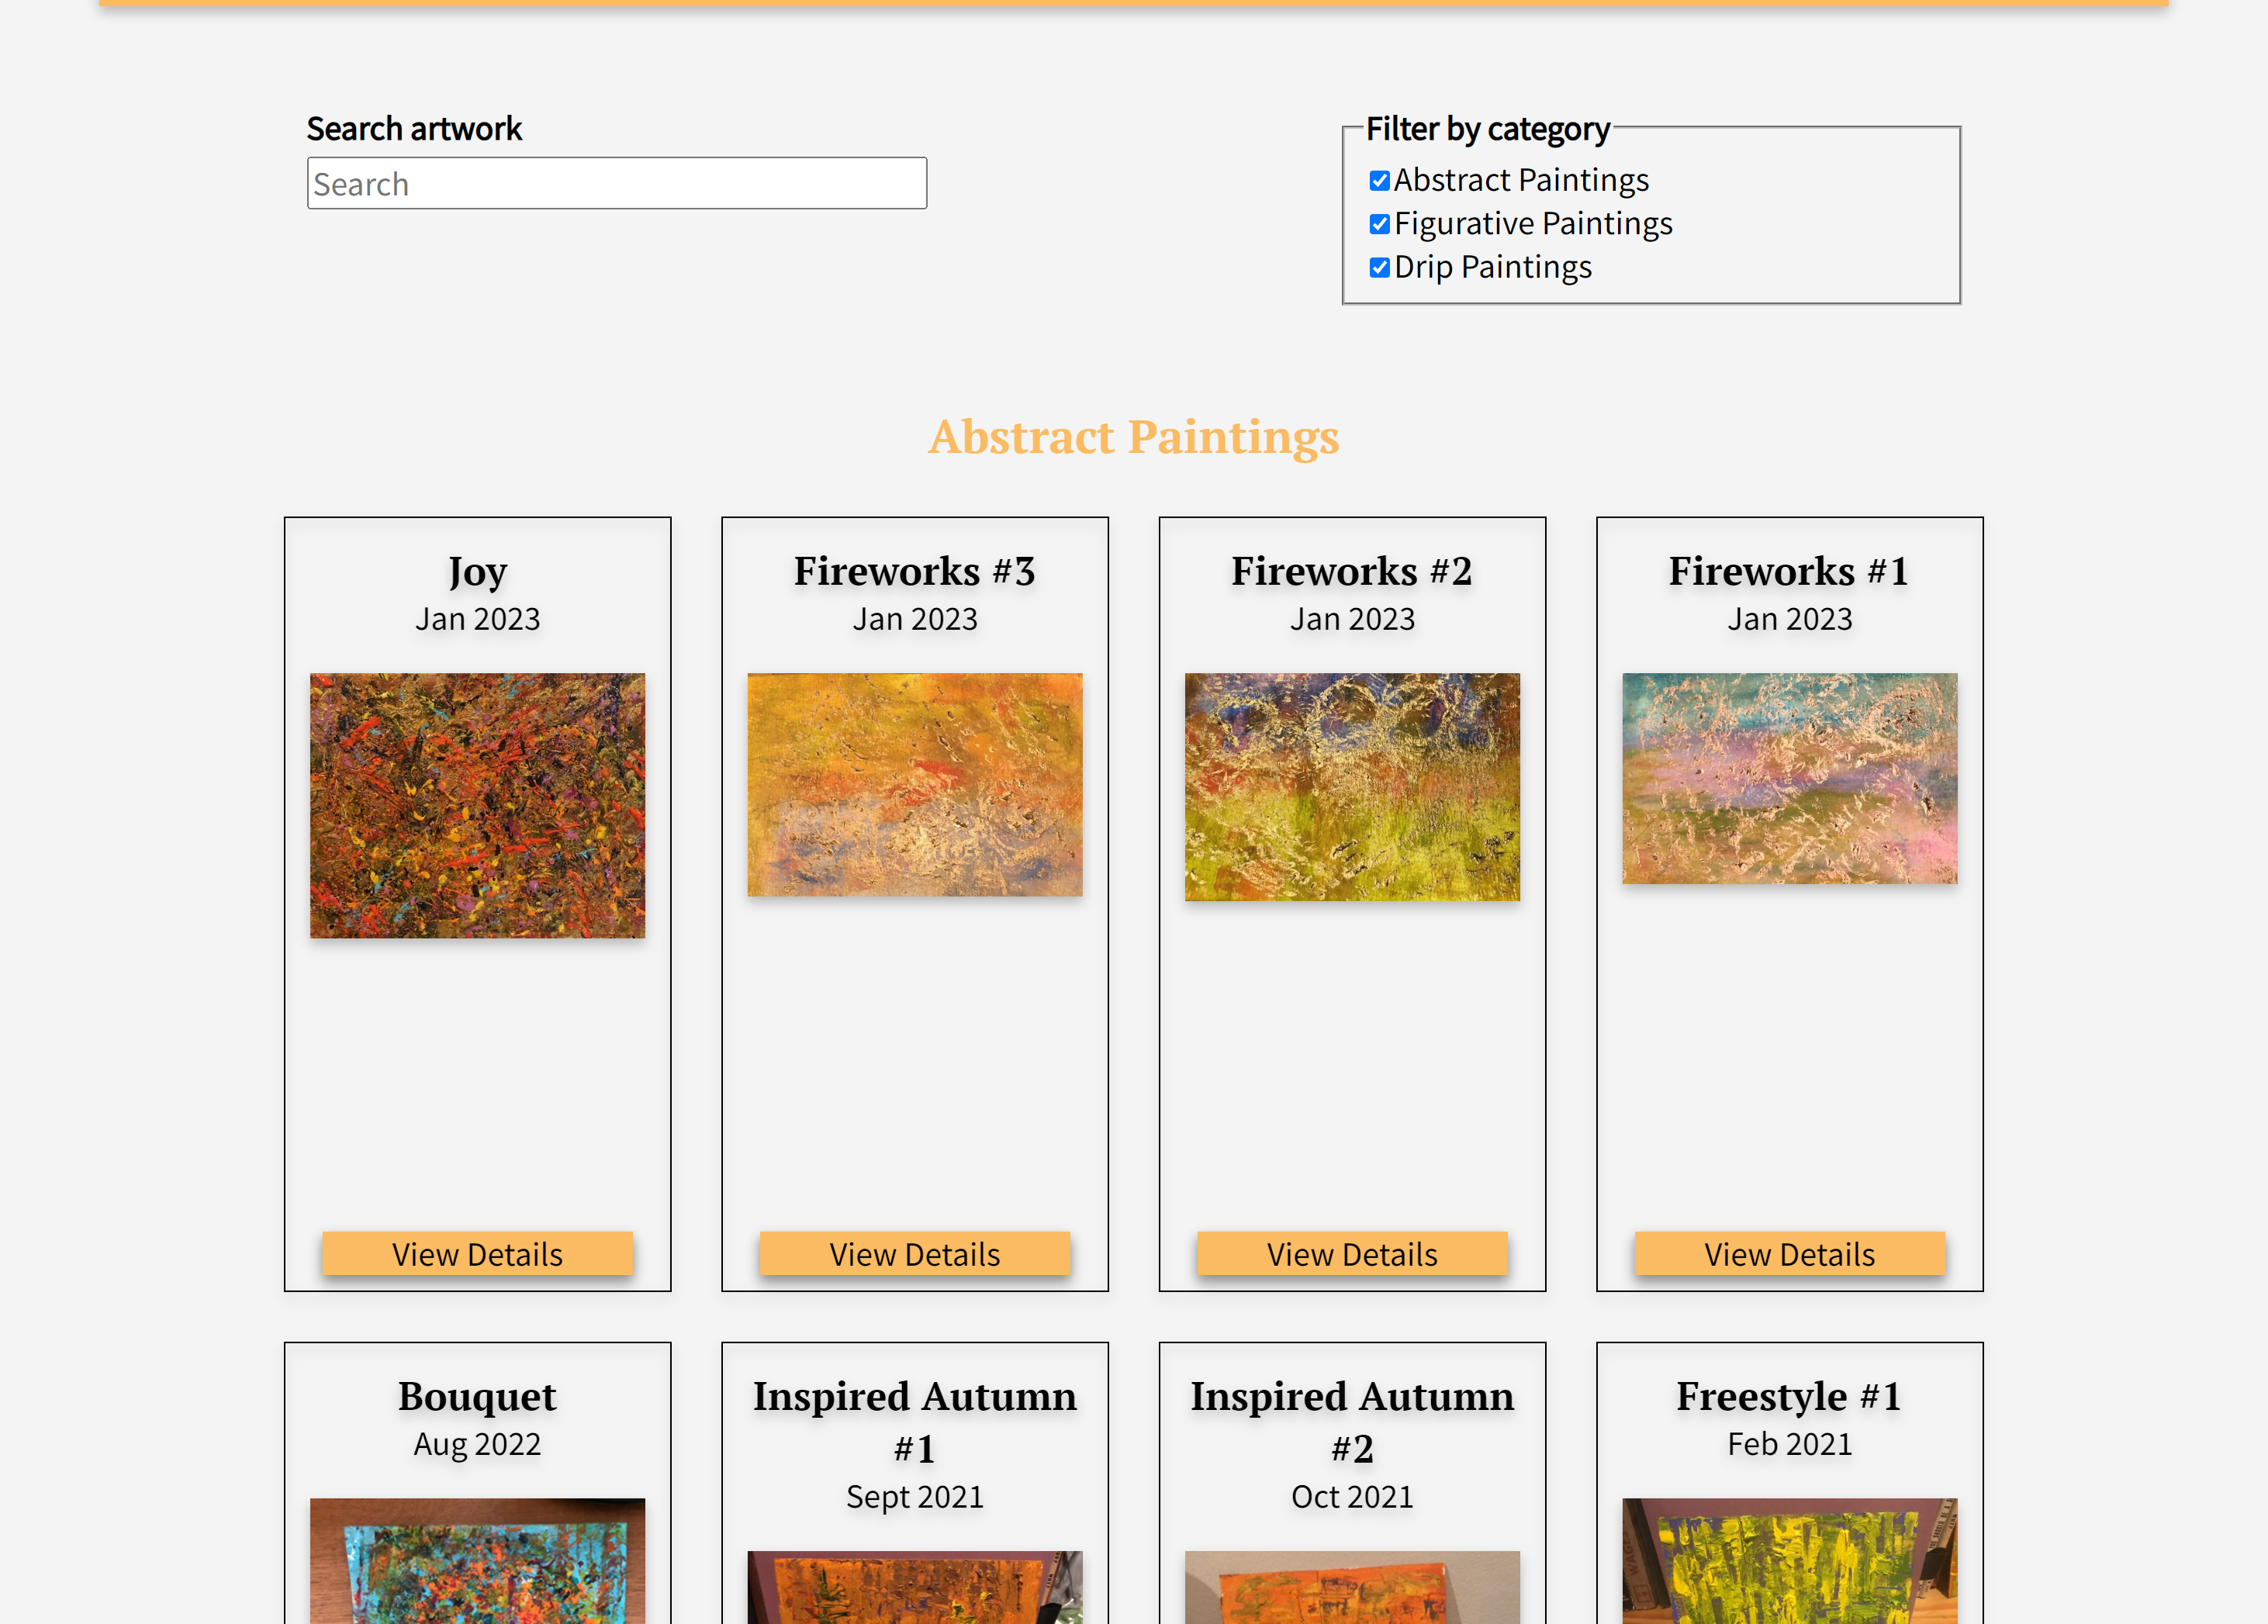 Search artwork
Search
Filter by category
Abstract Paintings
Figurative Paintings
Drip Paintings
Abstract Paintings
Joy
Jan 2023
View Details
Fireworks #3
Jan 2023
View Details
Fireworks #2
Jan 2023
View Details
Fireworks #1
Jan 2023
View Details
Bouquet
Aug 2022
Inspired Autumn
#1
Sept 2021
Inspired Autumn
#2
Oct 2021
Freestyle #1
Feb 2021